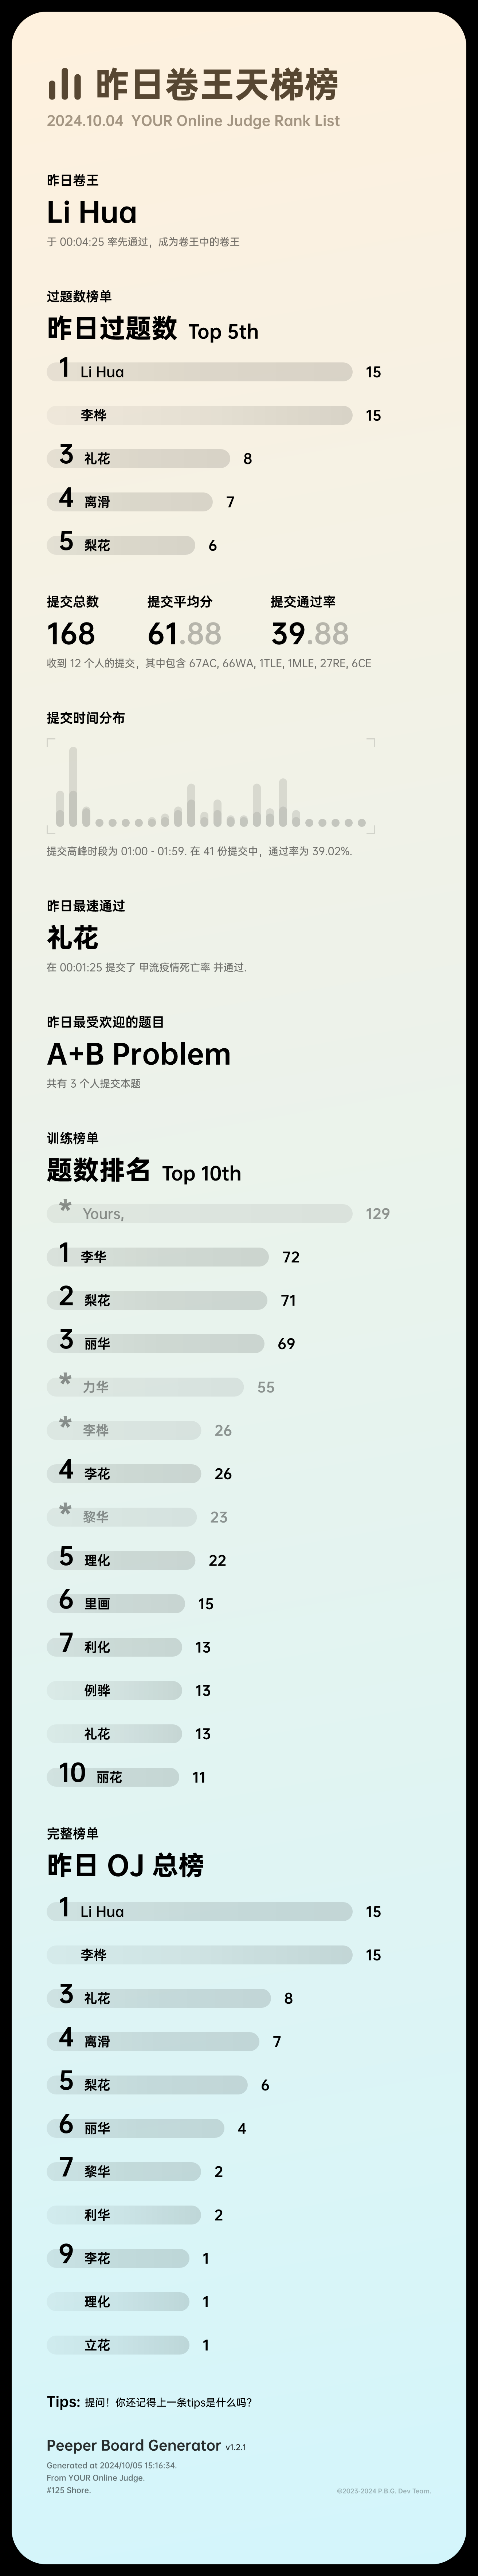 昨日卷王天梯榜
2024.10.04 YOUR Online Judge Rank List
昨日卷王
Li Hua
于 00:04:25 率先通过，成为卷王中的卷王
过题数榜单
昨日过题数 Top 5th
1 Li Hua 15
李桦 15
3 礼花 8
4 离滑 7
5 梨花 6
提交总数 提交平均分 提交通过率
168 61.88 39.88
收到 12 个人的提交，其中包含 67AC, 66WA, 1TLE, 1MLE, 27RE, 6CE
提交时间分布
提交高峰时段为 01:00 - 01:59. 在 41 份提交中，通过率为 39.02%.
昨日最速通过
礼花
在 00:01:25 提交了 甲流疫情死亡率 并通过.
昨日最受欢迎的题目
A+B Problem
共有 3 个人提交本题
训练榜单
题数排名 Top 10th
* Yours, 129
1 李华 72
2 梨花 71
3 丽华 69
* 力华 55
* 李桦 26
4 李花 26
* 黎华 23
5 理化 22
6 里画 15
7 利化 13
例骅 13
礼花 13
10 丽花 11
完整榜单
昨日 OJ 总榜
1 Li Hua 15
李桦 15
3 礼花 8
4 离滑 7
5 梨花 6
6 丽华 4
7 黎华 2
利华 2
9 李花 1
理化 1
立花 1
Tips: 提问！你还记得上一条tips是什么吗?
Peeper Board Generator v1.2.1
Generated at 2024/10/05 15:16:34.
From YOUR Online Judge.
#125 Shore.
©2023-2024 P.B.G. Dev Team.